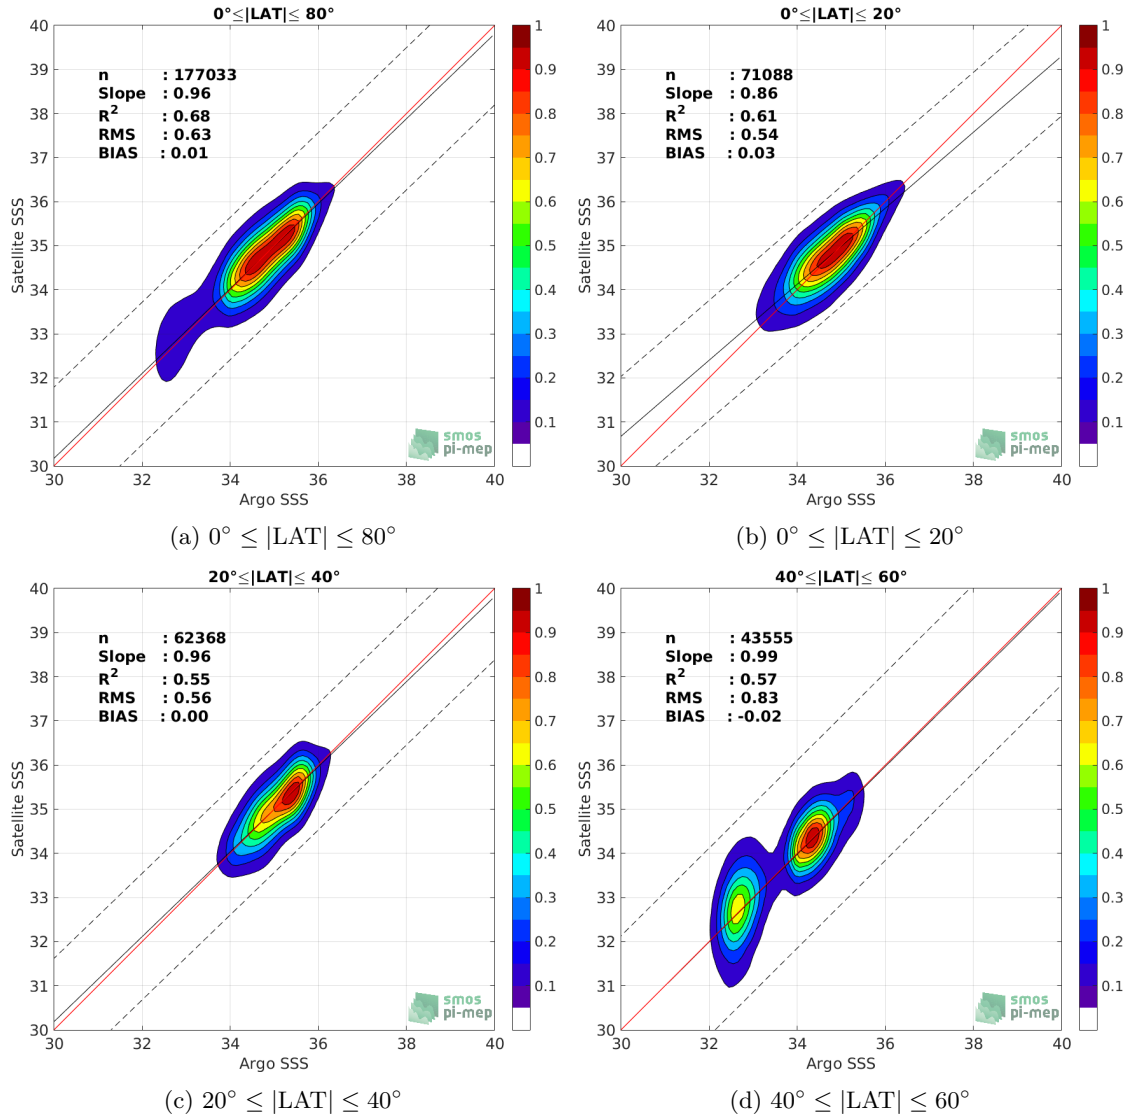 0°≤|LAT|≤ 80°
n : 177033
Slope : 0.96
R² : 0.68
RMS : 0.63
BIAS : 0.01
Satellite SSS
40
39
38
37
36
35
34
33
32
31
30
30 32 34 36 38 40
Argo SSS
smos
pi-mep
1
0.9
0.8
0.7
0.6
0.5
0.4
0.3
0.2
0.1
(a) 0° ≤ |LAT| ≤ 80°
0°≤|LAT|≤ 20°
n : 71088
Slope : 0.86
R² : 0.61
RMS : 0.54
BIAS : 0.03
Satellite SSS
40
39
38
37
36
35
34
33
32
31
30
30 32 34 36 38 40
Argo SSS
smos
pi-mep
1
0.9
0.8
0.7
0.6
0.5
0.4
0.3
0.2
0.1
(b) 0° ≤ |LAT| ≤ 20°
20°≤|LAT|≤ 40°
n : 62368
Slope : 0.96
R² : 0.55
RMS : 0.56
BIAS : 0.00
Satellite SSS
40
39
38
37
36
35
34
33
32
31
30
30 32 34 36 38 40
Argo SSS
smos
pi-mep
1
0.9
0.8
0.7
0.6
0.5
0.4
0.3
0.2
0.1
(c) 20° ≤ |LAT| ≤ 40°
40°≤|LAT|≤ 60°
n : 43555
Slope : 0.99
R² : 0.57
RMS : 0.83
BIAS : -0.02
Satellite SSS
40
39
38
37
36
35
34
33
32
31
30
30 32 34 36 38 40
Argo SSS
smos
pi-mep
1
0.9
0.8
0.7
0.6
0.5
0.4
0.3
0.2
0.1
(d) 40° ≤ |LAT| ≤ 60°